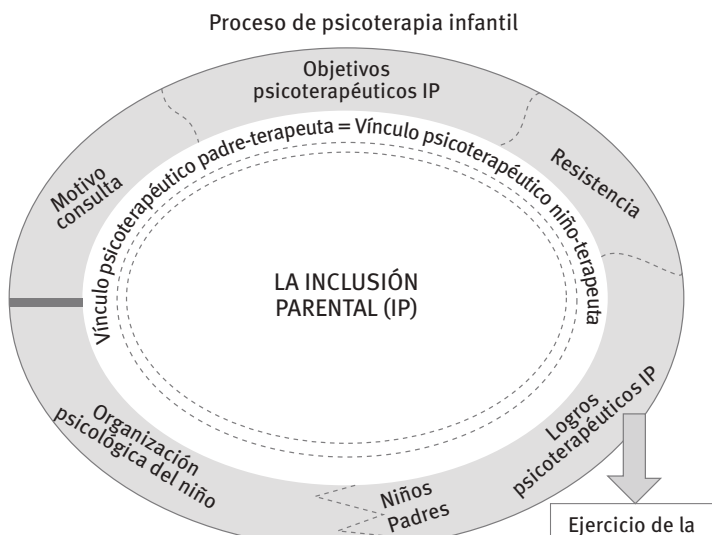 Proceso de psicoterapia infantil
Objetivos
psicoterapéuticos IP
Motivo
consulta
Vínculo psicoterapéutico padre-terapeuta = Vínculo psicoterapéutico niño-terapeuta
Resistencia
LA INCLUSIÓN
PARENTAL (IP)
Organización
psicológica del niño
Niños
Padres
Logros
psicoterapéuticos IP
Ejercicio de la